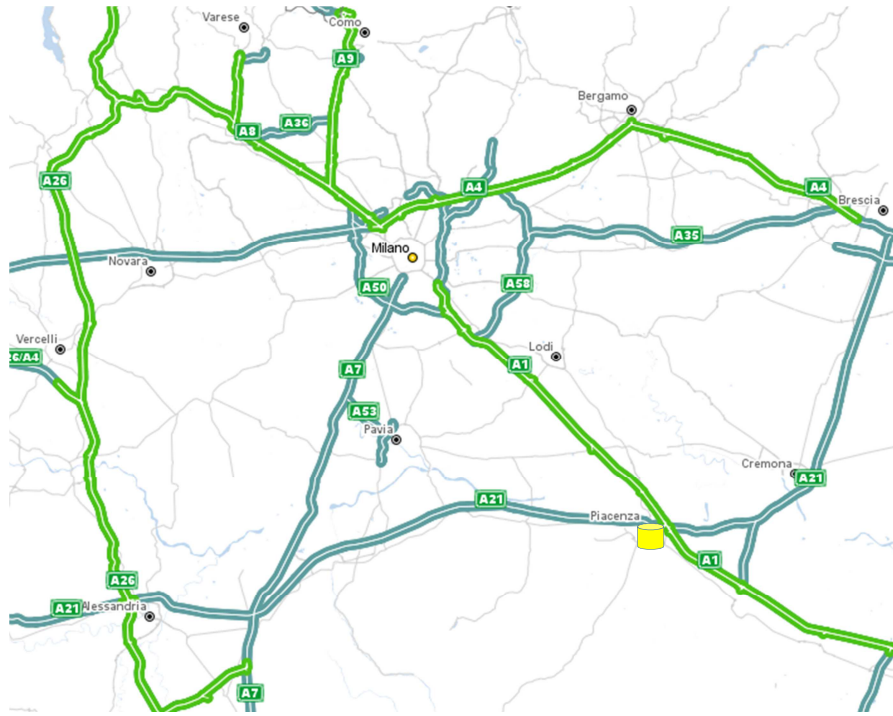 Varese
Como
A9
Bergamo
A8
A36
A26
A4
A4
Brescia
A35
Milano
Novara
A50
A58
Vercelli
26/A4
Lodi
A1
A7
A53
Pavia
Cremona
A21
A21
Piacenza
A1
A26
A21
Alessandria
A7